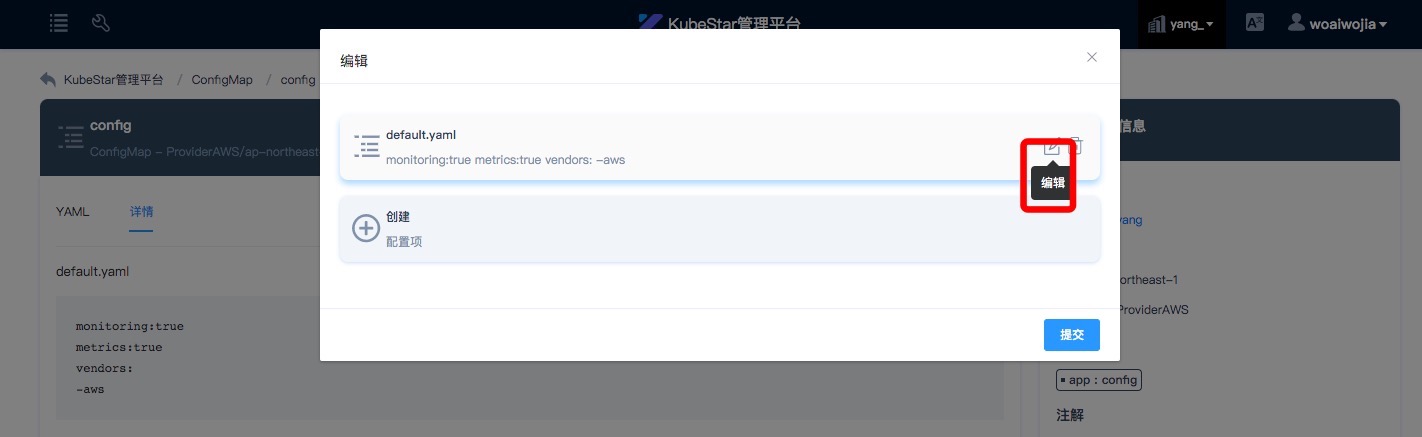 KubeStar管理平台
yang_
woaiwojia
KubeStar管理平台 / ConfigMap / config
编辑
config
ConfigMap - ProviderAWS/ap-northeast-
信息
default.yaml
monitoring:true metrics:true vendors: -aws
编辑
创建
配置项
YAML
详情
yang
default.yaml
ortheast-1
monitoring:true
metrics:true
vendors:
-aws
ProviderAWS
提交
app : config
注解